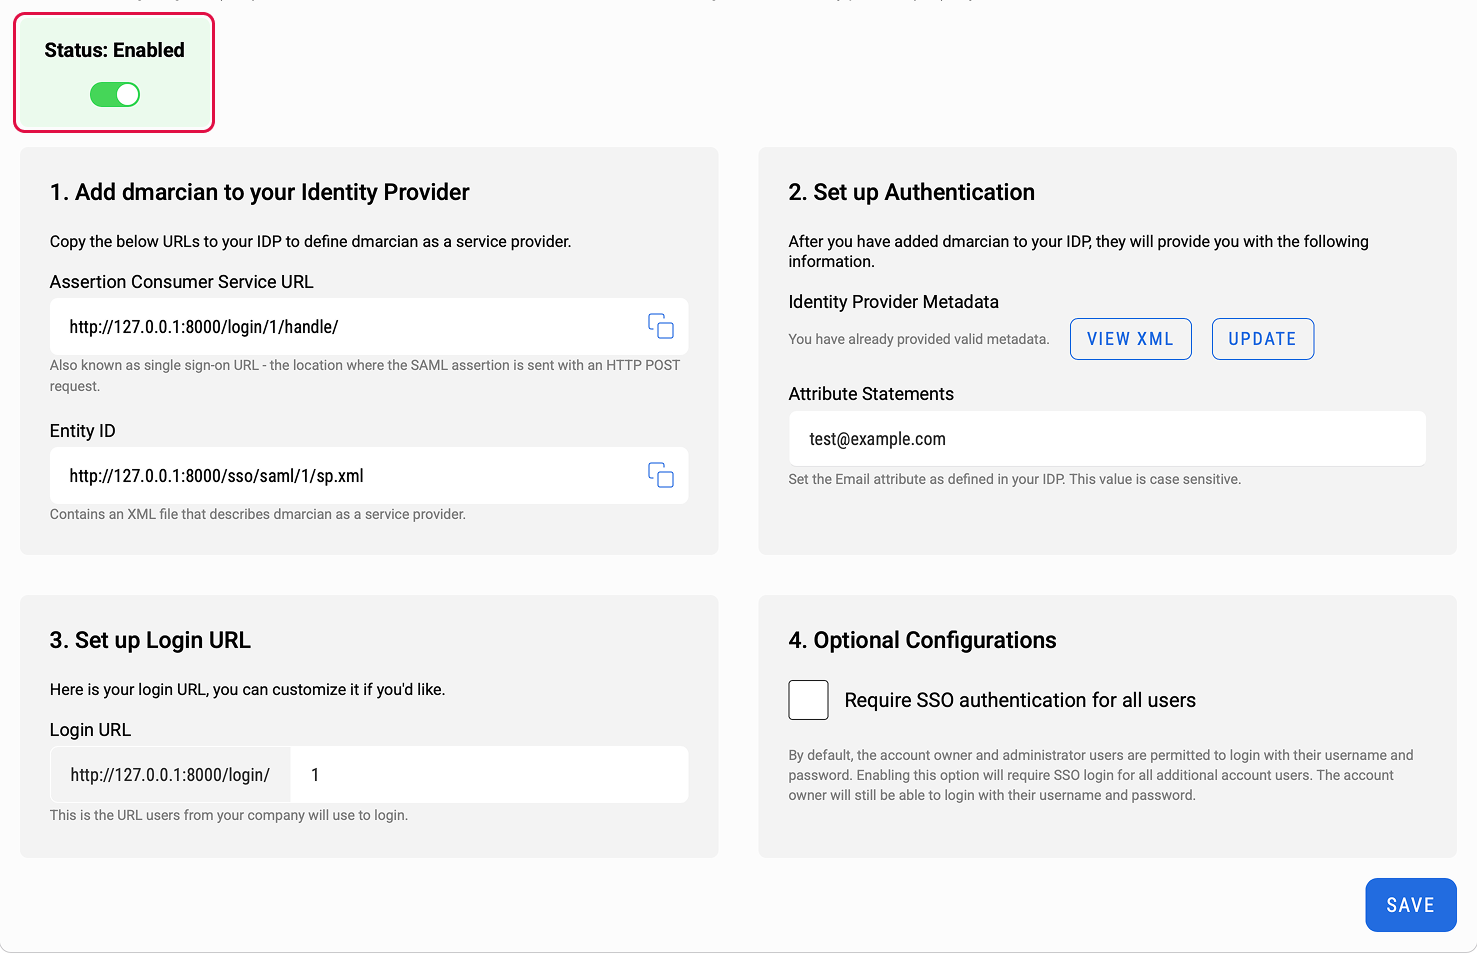 Status: Enabled
1. Add dmarcian to your Identity Provider
Copy the below URLs to your IDP to define dmarcian as a service provider.
Assertion Consumer Service URL
http://127.0.0.1:8000/login/1/handle/
Also known as single sign-on URL - the location where the SAML assertion is sent with an HTTP POST
request.
Entity ID
http://127.0.0.1:8000/sso/saml/1/sp.xml
Contains an XML file that describes dmarcian as a service provider.
2. Set up Authentication
After you have added dmarcian to your IDP, they will provide you with the following
information.
Identity Provider Metadata
You have already provided valid metadata.
VIEW XML
UPDATE
Attribute Statements
test@example.com
Set the Email attribute as defined in your IDP. This value is case sensitive.
3. Set up Login URL
Here is your login URL, you can customize it if you'd like.
Login URL
http://127.0.0.1:8000/login/ 1
This is the URL users from your company will use to login.
4. Optional Configurations
Require SSO authentication for all users
By default, the account owner and administrator users are permitted to login with their username and
password. Enabling this option will require SSO login for all additional account users. The account
owner will still be able to login with their username and password.
SAVE